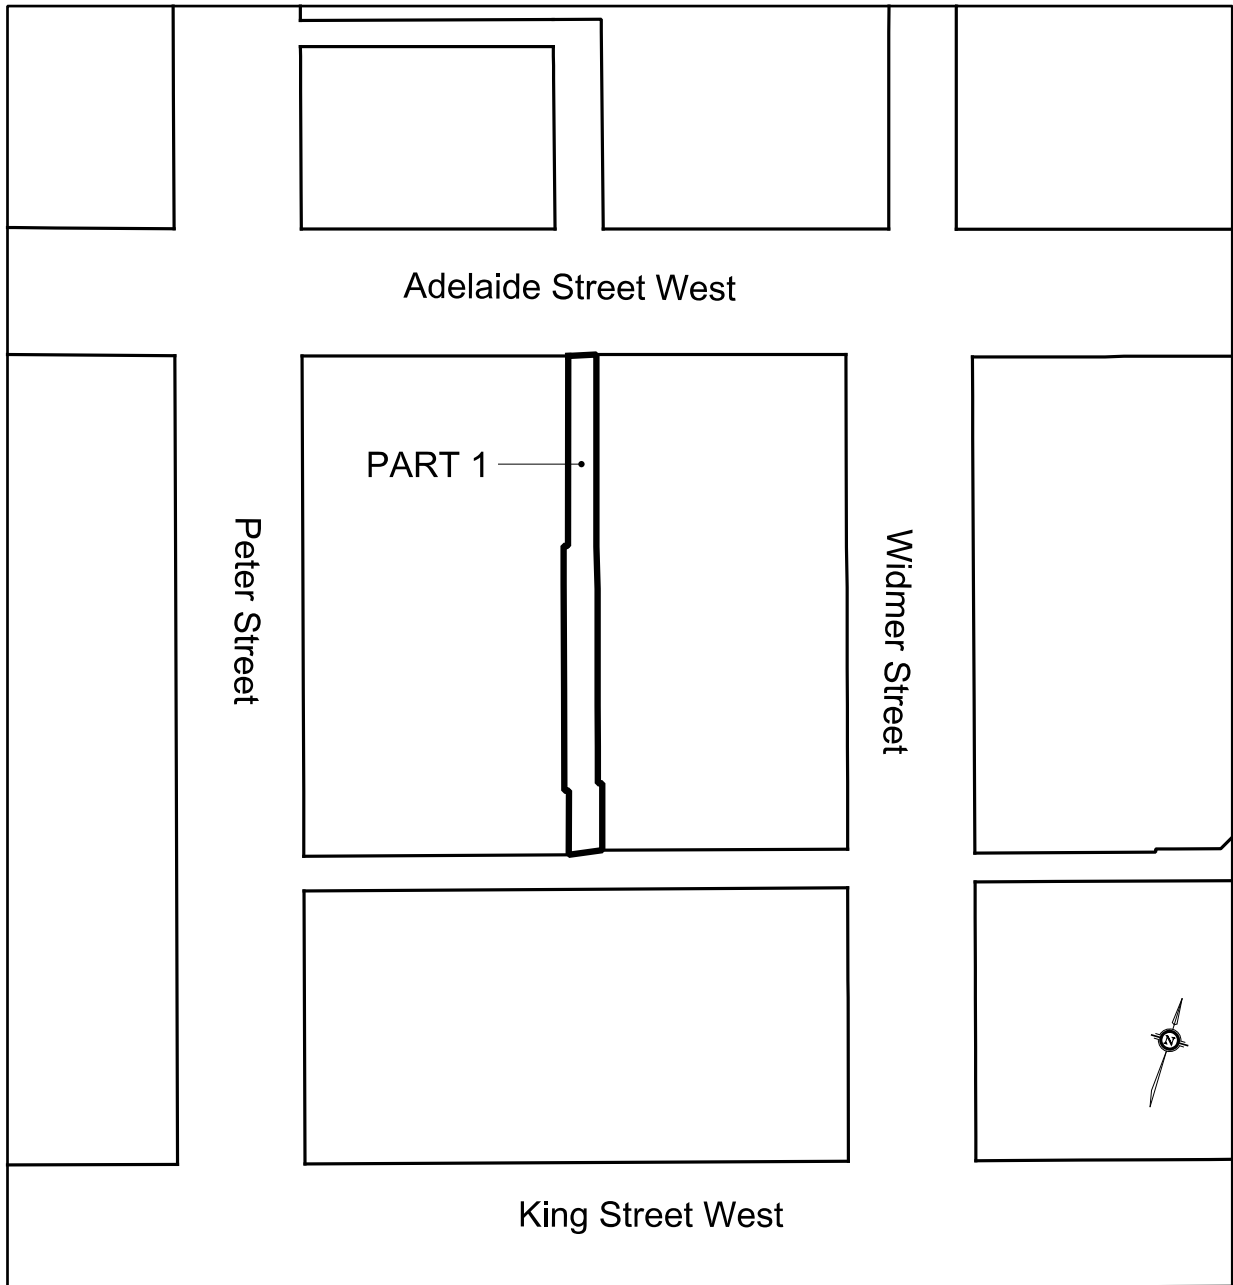 Adelaide Street West
PART 1
Peter Street
Widmer Street
N
King Street West